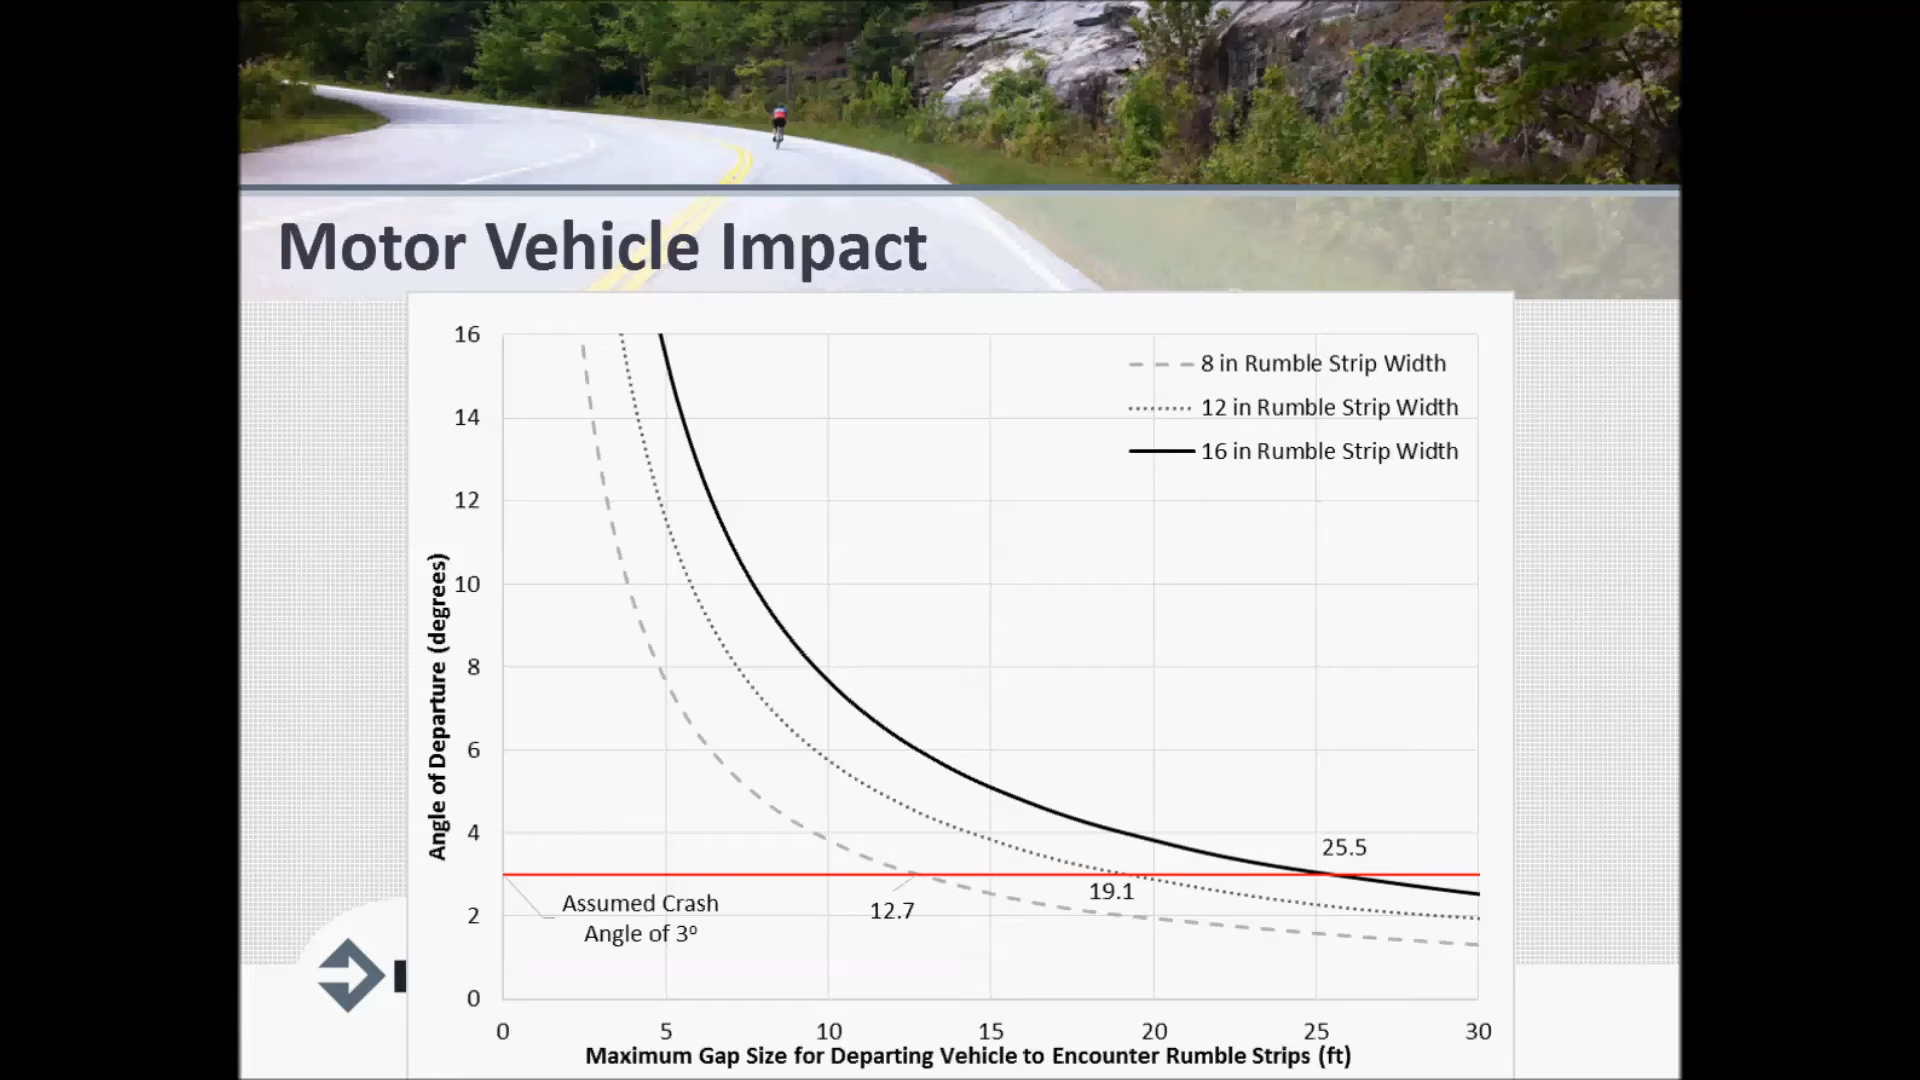 Motor Vehicle Impact
16
14
12
10
8
6
4
2
0
Angle of Departure (degrees)
8 in Rumble Strip Width
12 in Rumble Strip Width
16 in Rumble Strip Width
25.5
19.1
12.7
Assumed Crash
Angle of 3º
0 5 10 15 20 25 30
Maximum Gap Size for Departing Vehicle to Encounter Rumble Strips (ft)